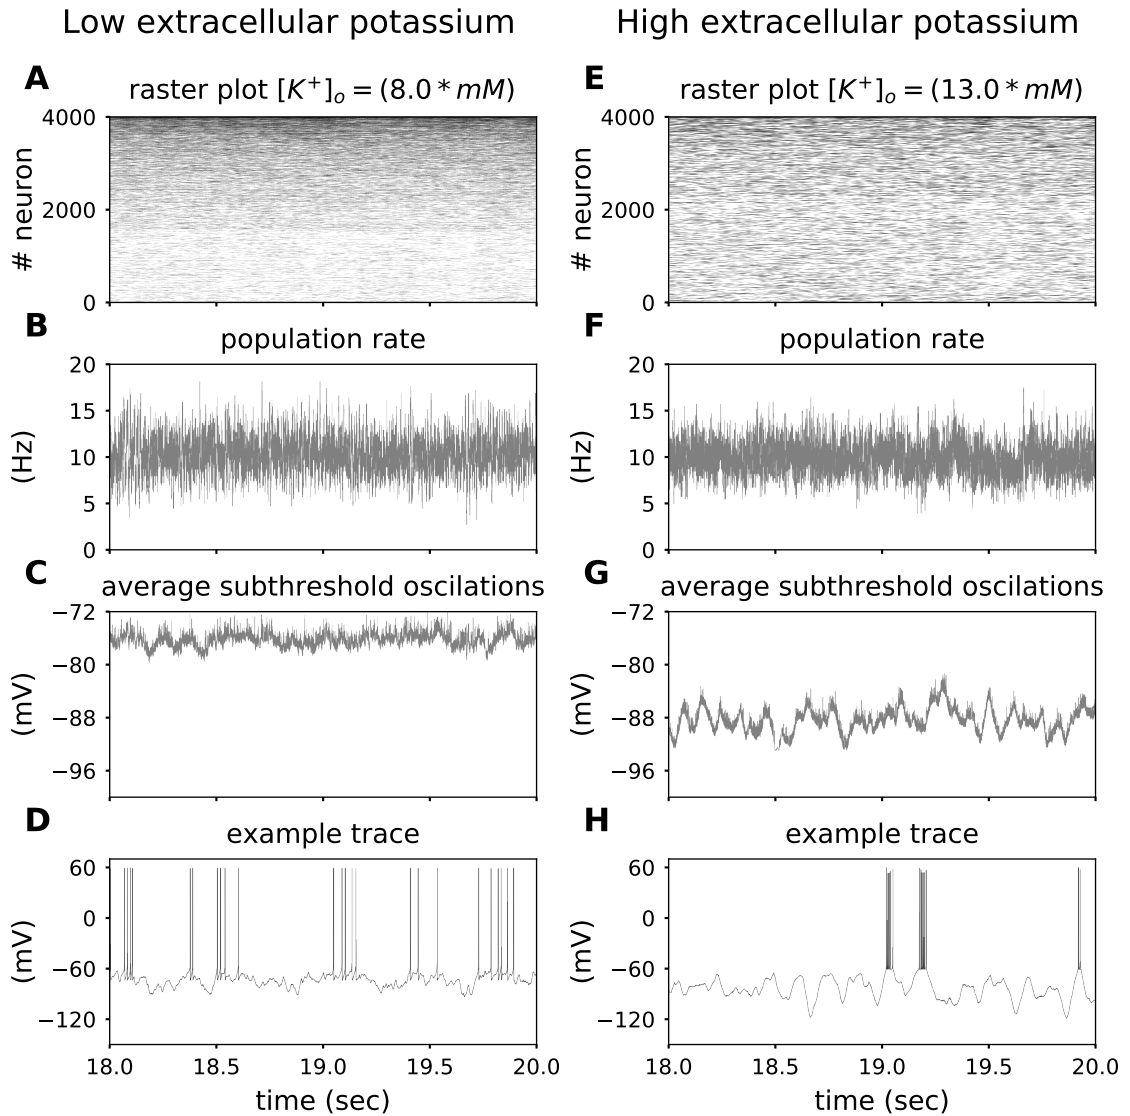 Low extracellular potassium
High extracellular potassium
A
raster plot [K⁺]ₒ = (8.0 * mM)
4000
2000
0
# neuron
E
raster plot [K⁺]ₒ = (13.0 * mM)
4000
2000
0
# neuron
B
population rate
20
15
10
5
0
(Hz)
F
population rate
20
15
10
5
0
(Hz)
C
average subthreshold oscilations
−72
−80
−88
−96
(mV)
G
average subthreshold oscilations
−72
−80
−88
−96
(mV)
D
example trace
60
0
−60
−120
(mV)
18.0 18.5 19.0 19.5 20.0
time (sec)
H
example trace
60
0
−60
−120
(mV)
18.0 18.5 19.0 19.5 20.0
time (sec)